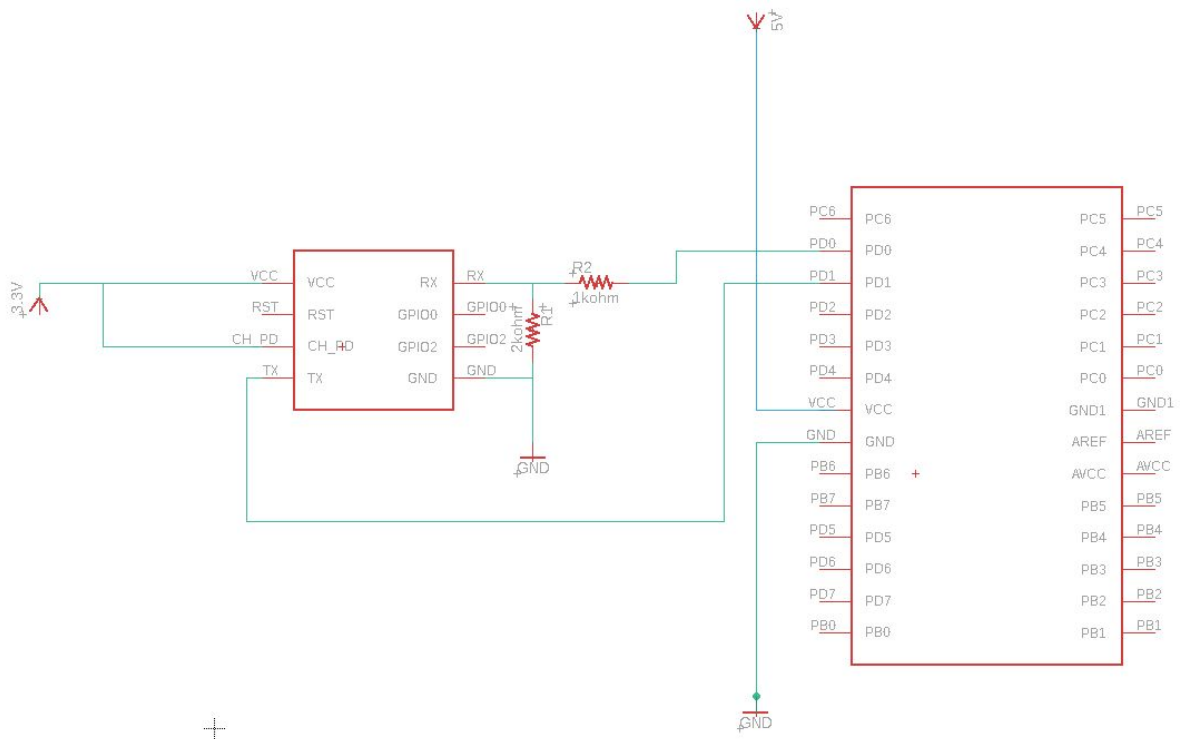 5V
3.3V
VCC
RST
CH_PD
TX
VCC
RST
CH_PD
TX
RX
GPIO0
GPIO2
GND
RX
GPIO0
GPIO2
GND
R2
1kohm
R1
2kohm
GND
PC6
PD0
PD1
PD2
PD3
PD4
VCC
GND
PB6
PB7
PD5
PD6
PD7
PB0
PC6
PD0
PD1
PD2
PD3
PD4
VCC
GND
PB6
PB7
PD5
PD6
PD7
PB0
PC5
PC4
PC3
PC2
PC1
PC0
GND1
AREF
AVCC
PB5
PB4
PB3
PB2
PB1
PC5
PC4
PC3
PC2
PC1
PC0
GND1
AREF
AVCC
PB5
PB4
PB3
PB2
PB1
GND